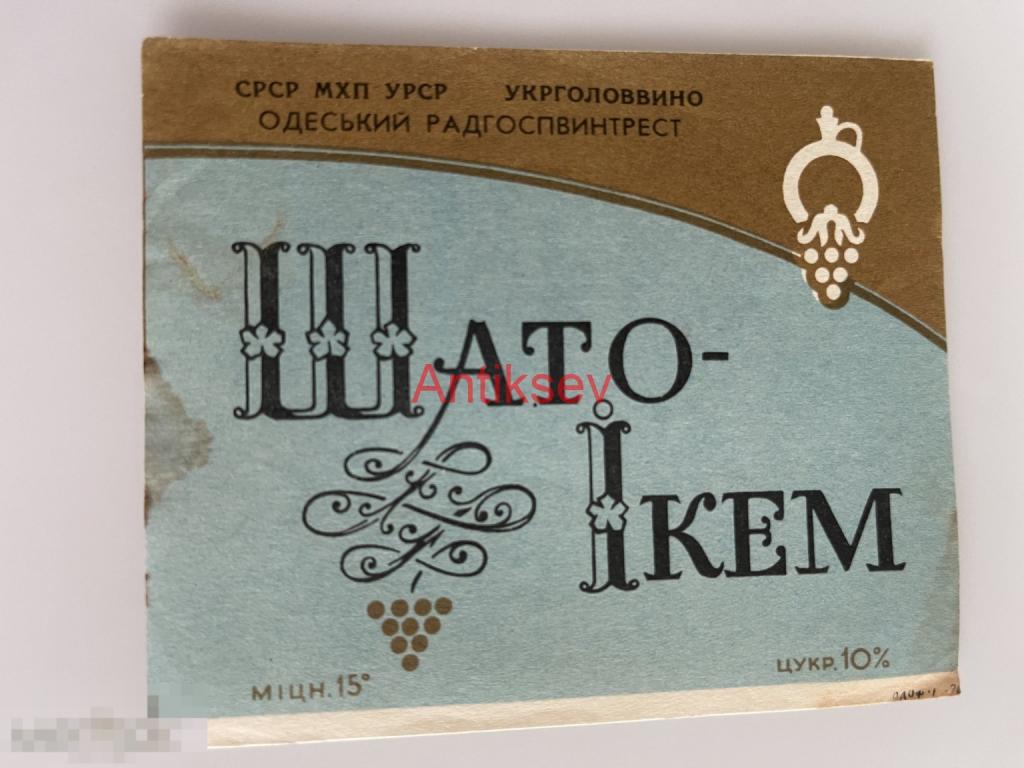 СРСР МХП УРСР УКРГОЛОВВИНО
ОДЕСЬКИЙ РАДГОСПВИНТРЕСТ
ШАТО-
Antiksev
ІКЕМ
МІЦН. 15°
ЦУКР. 10%